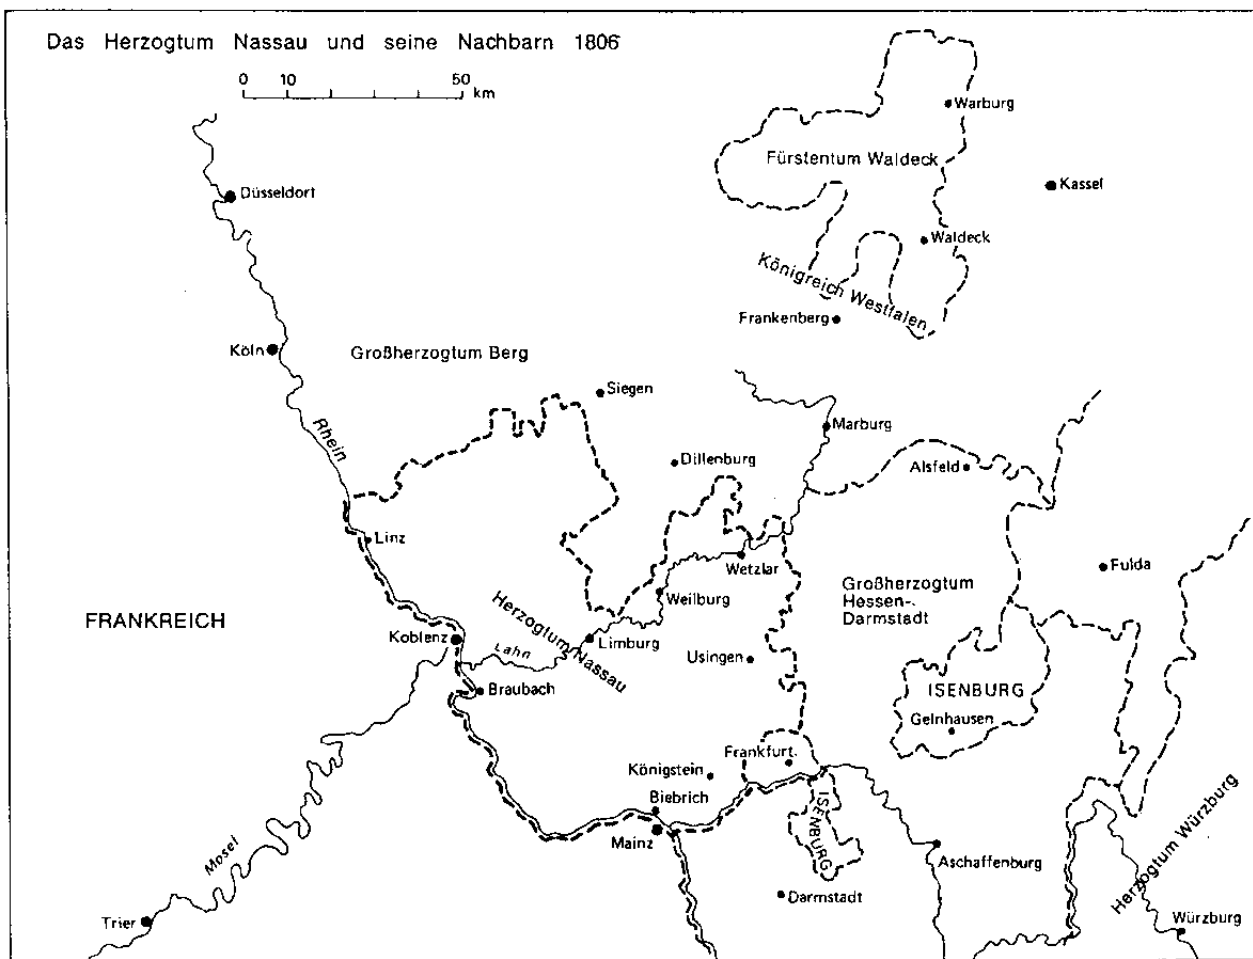 Das Herzogtum Nassau und seine Nachbarn 1806
0 10 50
km
Warburg
Fürstentum Waldeck
Kassel
Düsseldorf
Waldeck
Königreich Westfalen
Frankenberg
Köln
Großherzogtum Berg
Siegen
Rhein
Marburg
Dillenburg
Alsfeld
Linz
Wetzlar
Fulda
Großherzogtum
Hessen-
Darmstadt
Weilburg
FRANKREICH
Herzogtum Nassau
Koblenz
Lahn
Limburg
Usingen
Braubach
ISENBURG
Gelnhausen
Frankfurt
Königstein
Biebrich
ISENBURG
Mainz
Mosel
Aschaffenburg
Herzogtum Würzburg
Darmstadt
Trier
Würzburg